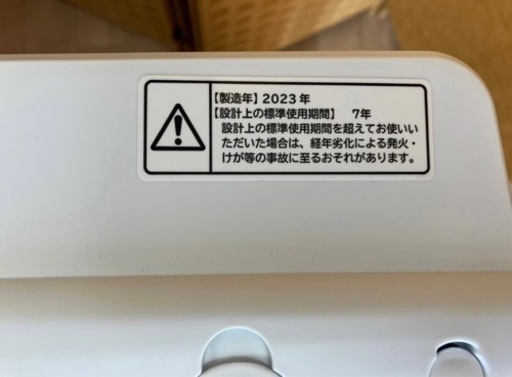 【製造年】2023年
【設計上の標準使用期間】 7年
設計上の標準使用期間を超えてお使いい
ただいた場合は、経年劣化による発火・
けが等の事故に至るおそれがあります。